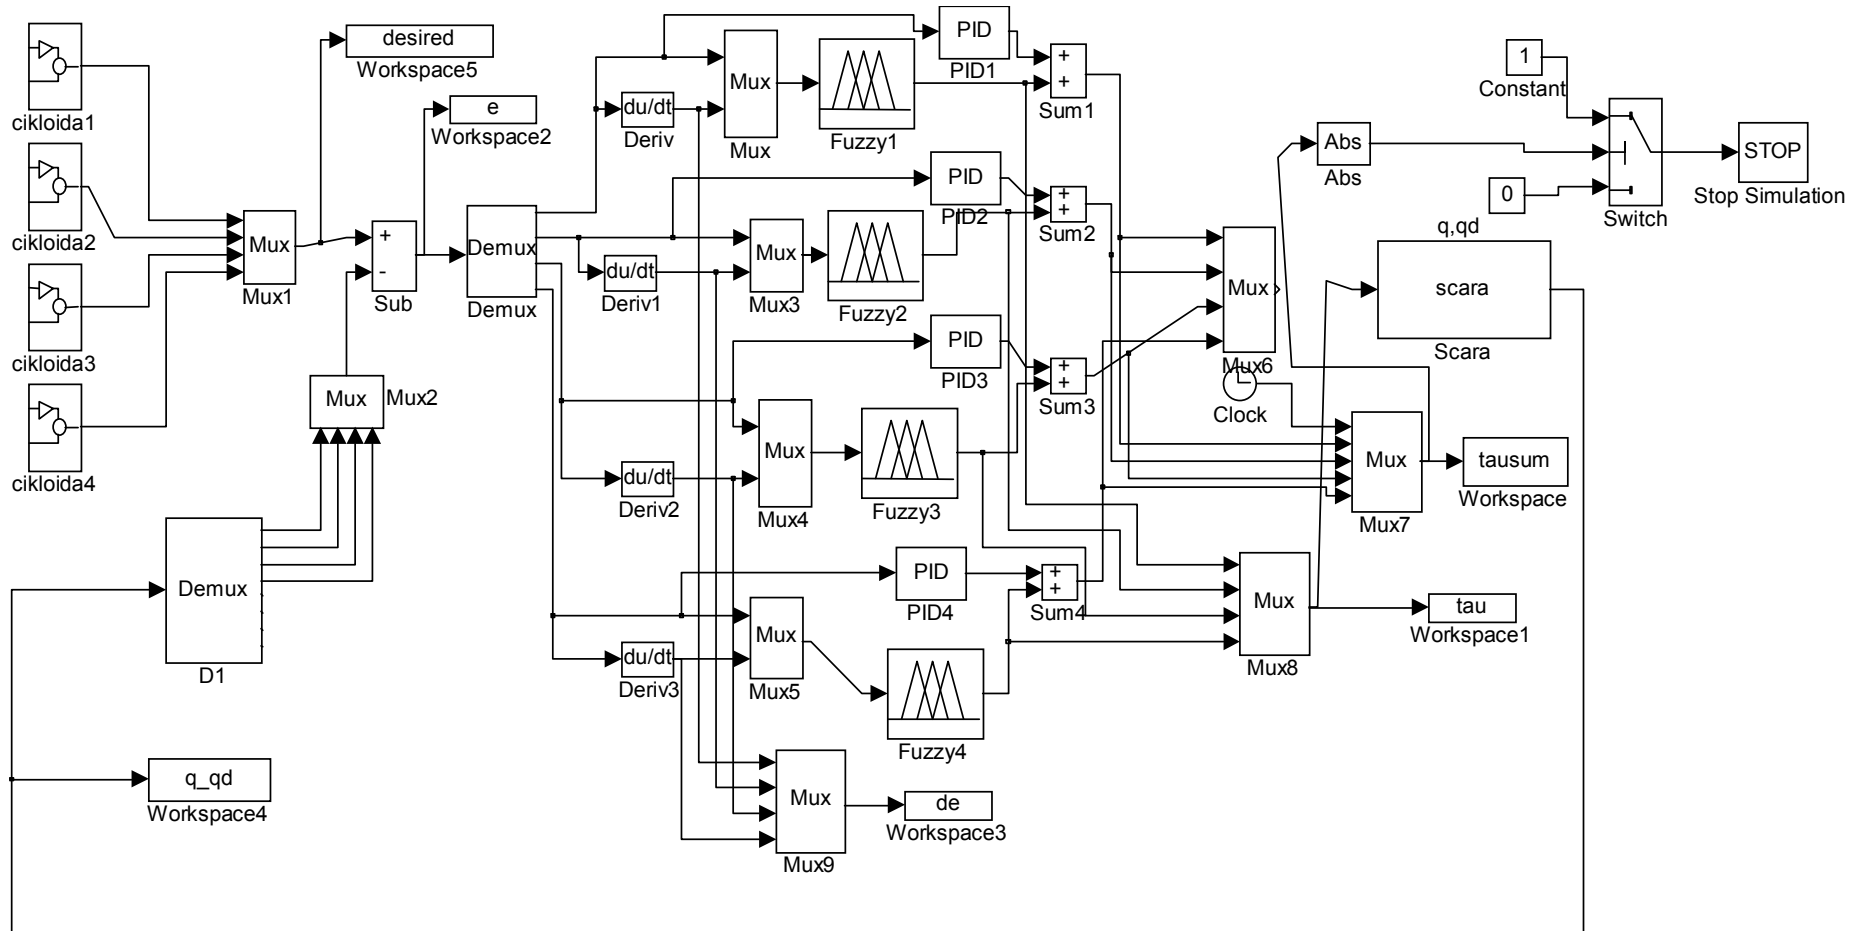 desired
Workspace5
cikloida1
e
Workspace2
cikloida2
Mux
Mux1
+
-
Sub
cikloida3
Mux
Mux2
cikloida4
Demux
D1
q_qd
Workspace4
Demux
Demux
du/dt
Deriv
Mux
Mux
Fuzzy1
PID
PID1
+
+
Sum1
du/dt
Deriv1
Mux
Mux3
Fuzzy2
PID
PID2
+
+
Sum2
PID
PID3
+
+
Sum3
du/dt
Deriv2
Mux
Mux4
Fuzzy3
PID
PID4
+
+
Sum4
du/dt
Deriv3
Mux
Mux5
Fuzzy4
Mux
Mux9
de
Workspace3
Mux
Mux6
Clock
Abs
Abs
1
Constant
0
Switch
STOP
Stop Simulation
q,qd
scara
Scara
Mux
Mux7
tausum
Workspace
Mux
Mux8
tau
Workspace1